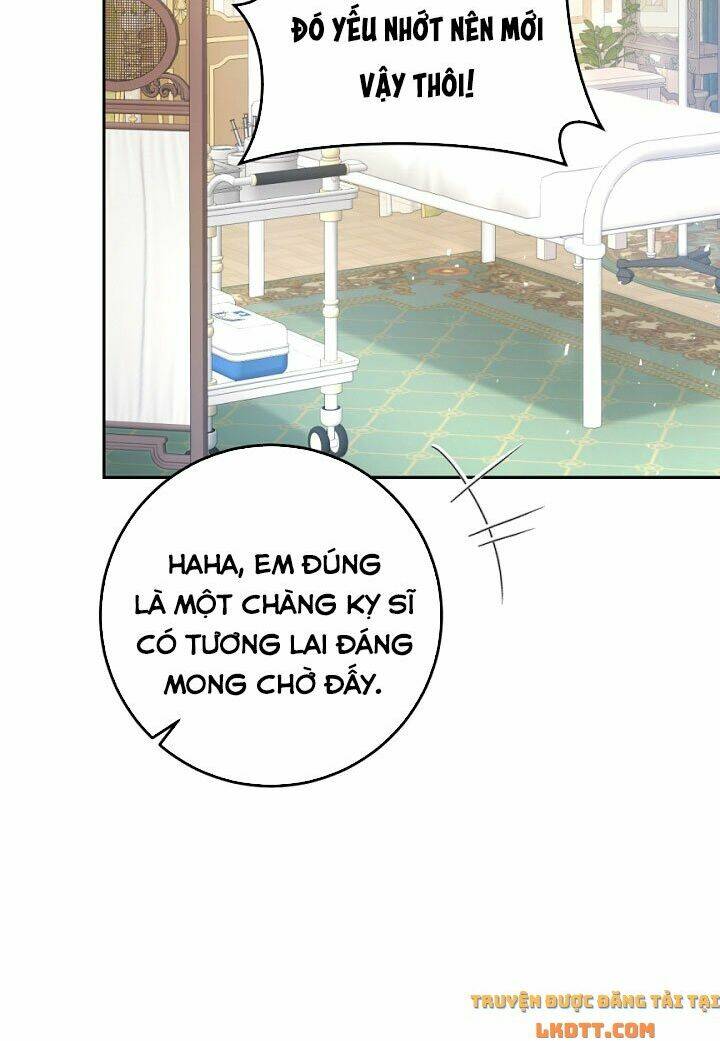 ĐÓ YẾU NHỚT NÊN MỚI
VẬY THÔI!
HAHA, EM ĐÚNG
LÀ MỘT CHÀNG KỴ SĨ
CÓ TƯƠNG LAI ĐÁNG
MONG CHỜ ĐẤY.
TRUYỆN ĐƯỢC ĐĂNG TẢI TẠI
LKDTT.COM!